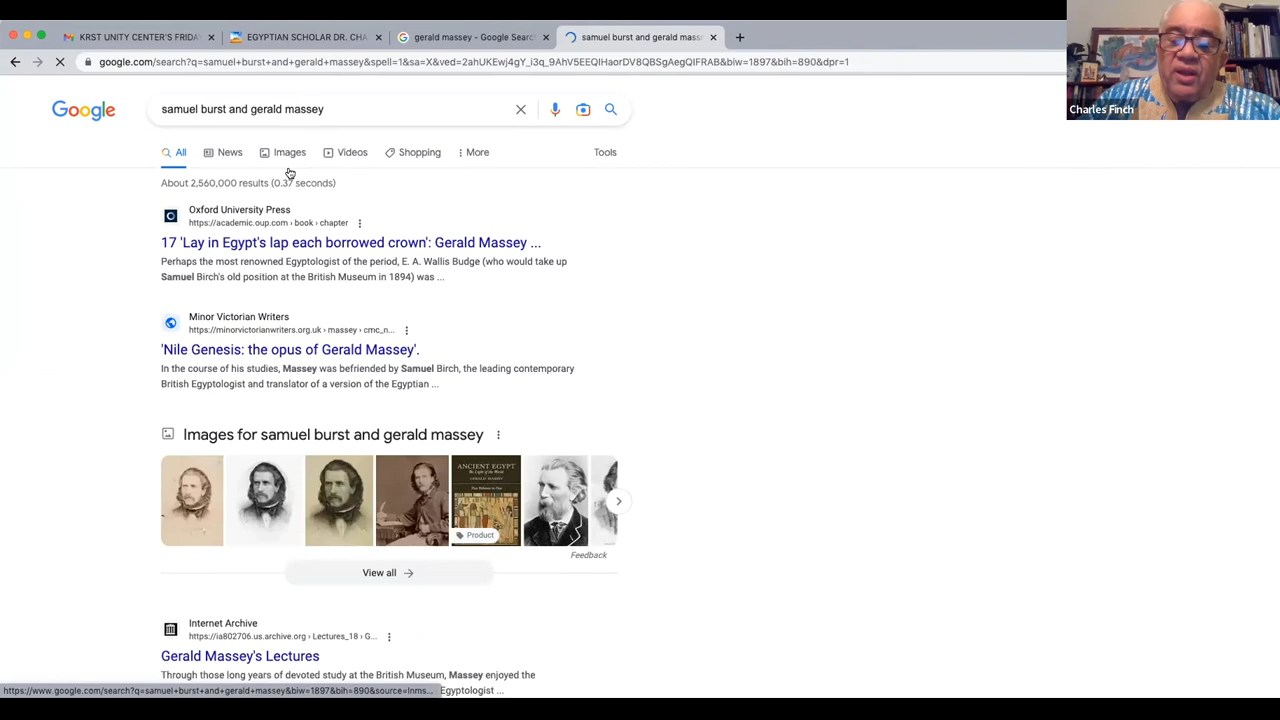 KRST UNITY CENTER'S FRIDA
EGYPTIAN SCHOLAR DR. CHA
gerald massey - Google Search
samuel burst and gerald mass
google.com/search?q=samuel+burst+and+gerald+massey&spell=1&sa=X&ved=2ahUKEwj4gY_i3q_9AhV5EEQIHaorDV8QBSgAegQIFRAB&biw=1897&bih=890&dpr=1
Charles Finch
Google
samuel burst and gerald massey
All
News
Images
Videos
Shopping
More
Tools
About 2,560,000 results (0.37 seconds)
Oxford University Press
https://academic.oup.com › book › chapter
17 'Lay in Egypt's lap each borrowed crown': Gerald Massey ...
Perhaps the most renowned Egyptologist of the period, E. A. Wallis Budge (who would take up
Samuel Birch's old position at the British Museum in 1894) was ...
Minor Victorian Writers
https://minorvictorianwriters.org.uk › massey › cmc_n...
'Nile Genesis: the opus of Gerald Massey'.
In the course of his studies, Massey was befriended by Samuel Birch, the leading contemporary
British Egyptologist and translator of a version of the Egyptian ...
Images for samuel burst and gerald massey
ANCIENT EGYPT
The Light of the World
GERALD MASSEY
Product
Feedback
View all
Internet Archive
https://ia802706.us.archive.org › Lectures_18 › G...
Gerald Massey's Lectures
Through those long years of devoted study at the British Museum, Massey enjoyed the
Egyptologist ...
https://www.google.com/search?q=samuel+burst+and+gerald+massey&biw=1897&bih=890&source=lnms...